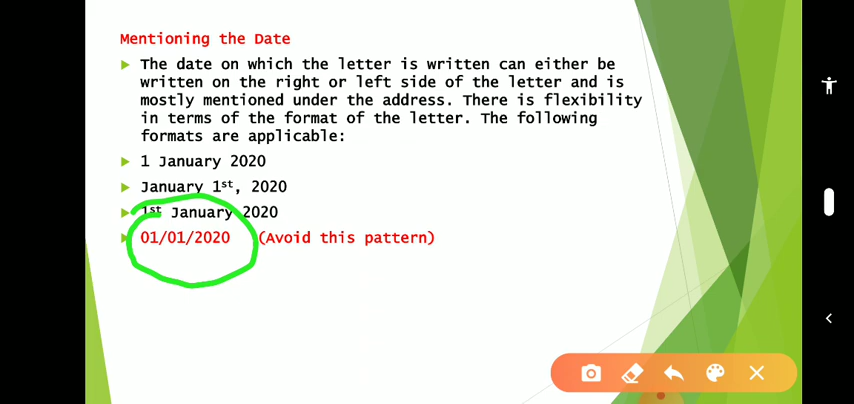 Mentioning the Date
The date on which the letter is written can either be
written on the right or left side of the letter and is
mostly mentioned under the address. There is flexibility
in terms of the format of the letter. The following
formats are applicable:
1 January 2020
January 1st, 2020
1st January 2020
01/01/2020 (Avoid this pattern)